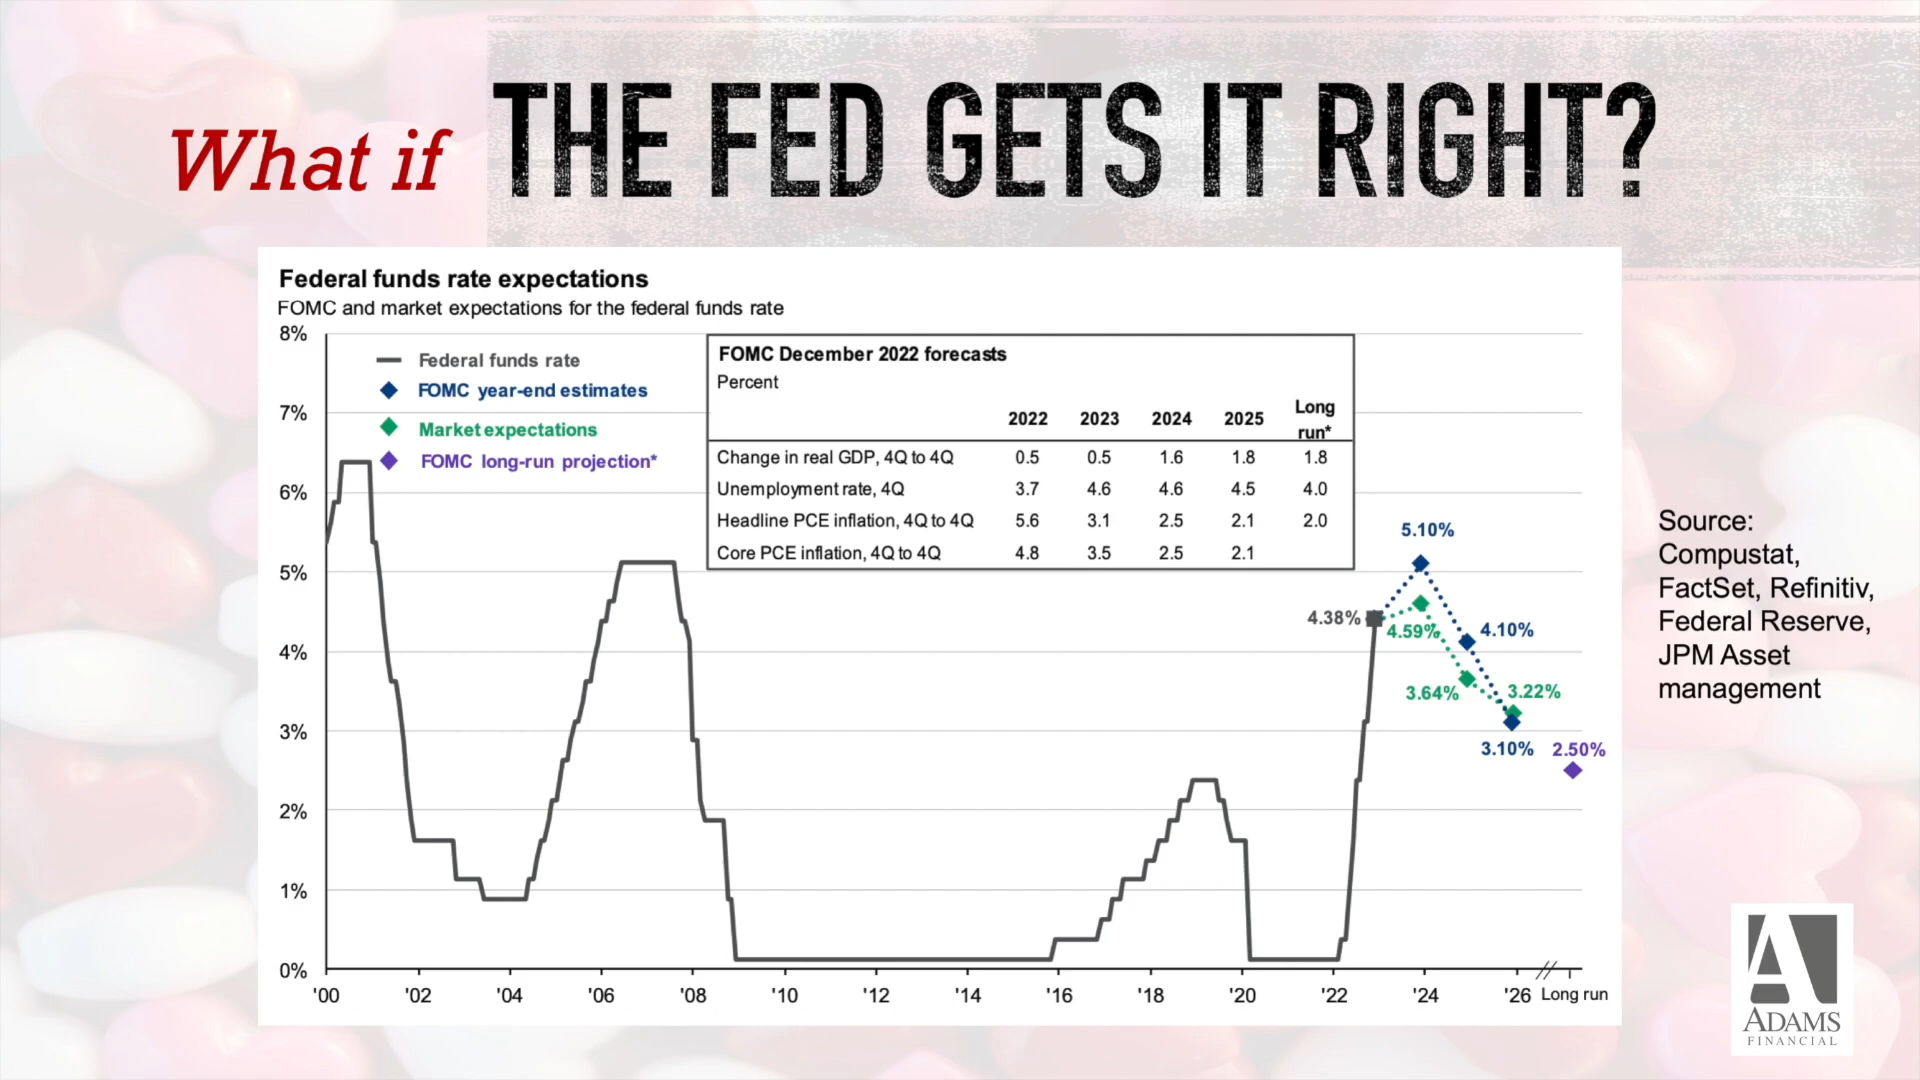 What if THE FED GETS IT RIGHT?
Federal funds rate expectations
FOMC and market expectations for the federal funds rate
8%
7%
6%
5%
4%
3%
2%
1%
0%
Federal funds rate
FOMC year-end estimates
Market expectations
FOMC long-run projection*
FOMC December 2022 forecasts
Percent
2022 2023 2024 2025 Long run*
Change in real GDP, 4Q to 4Q 0.5 0.5 1.6 1.8 1.8
Unemployment rate, 4Q 3.7 4.6 4.6 4.5 4.0
Headline PCE inflation, 4Q to 4Q 5.6 3.1 2.5 2.1 2.0
Core PCE inflation, 4Q to 4Q 4.8 3.5 2.5 2.1
5.10%
4.38%
4.59%
4.10%
3.64%
3.22%
3.10%
2.50%
'00 '02 '04 '06 '08 '10 '12 '14 '16 '18 '20 '22 '24 '26 Long run
Source:
Compustat,
FactSet, Refinitiv,
Federal Reserve,
JPM Asset
management
ADAMS
FINANCIAL